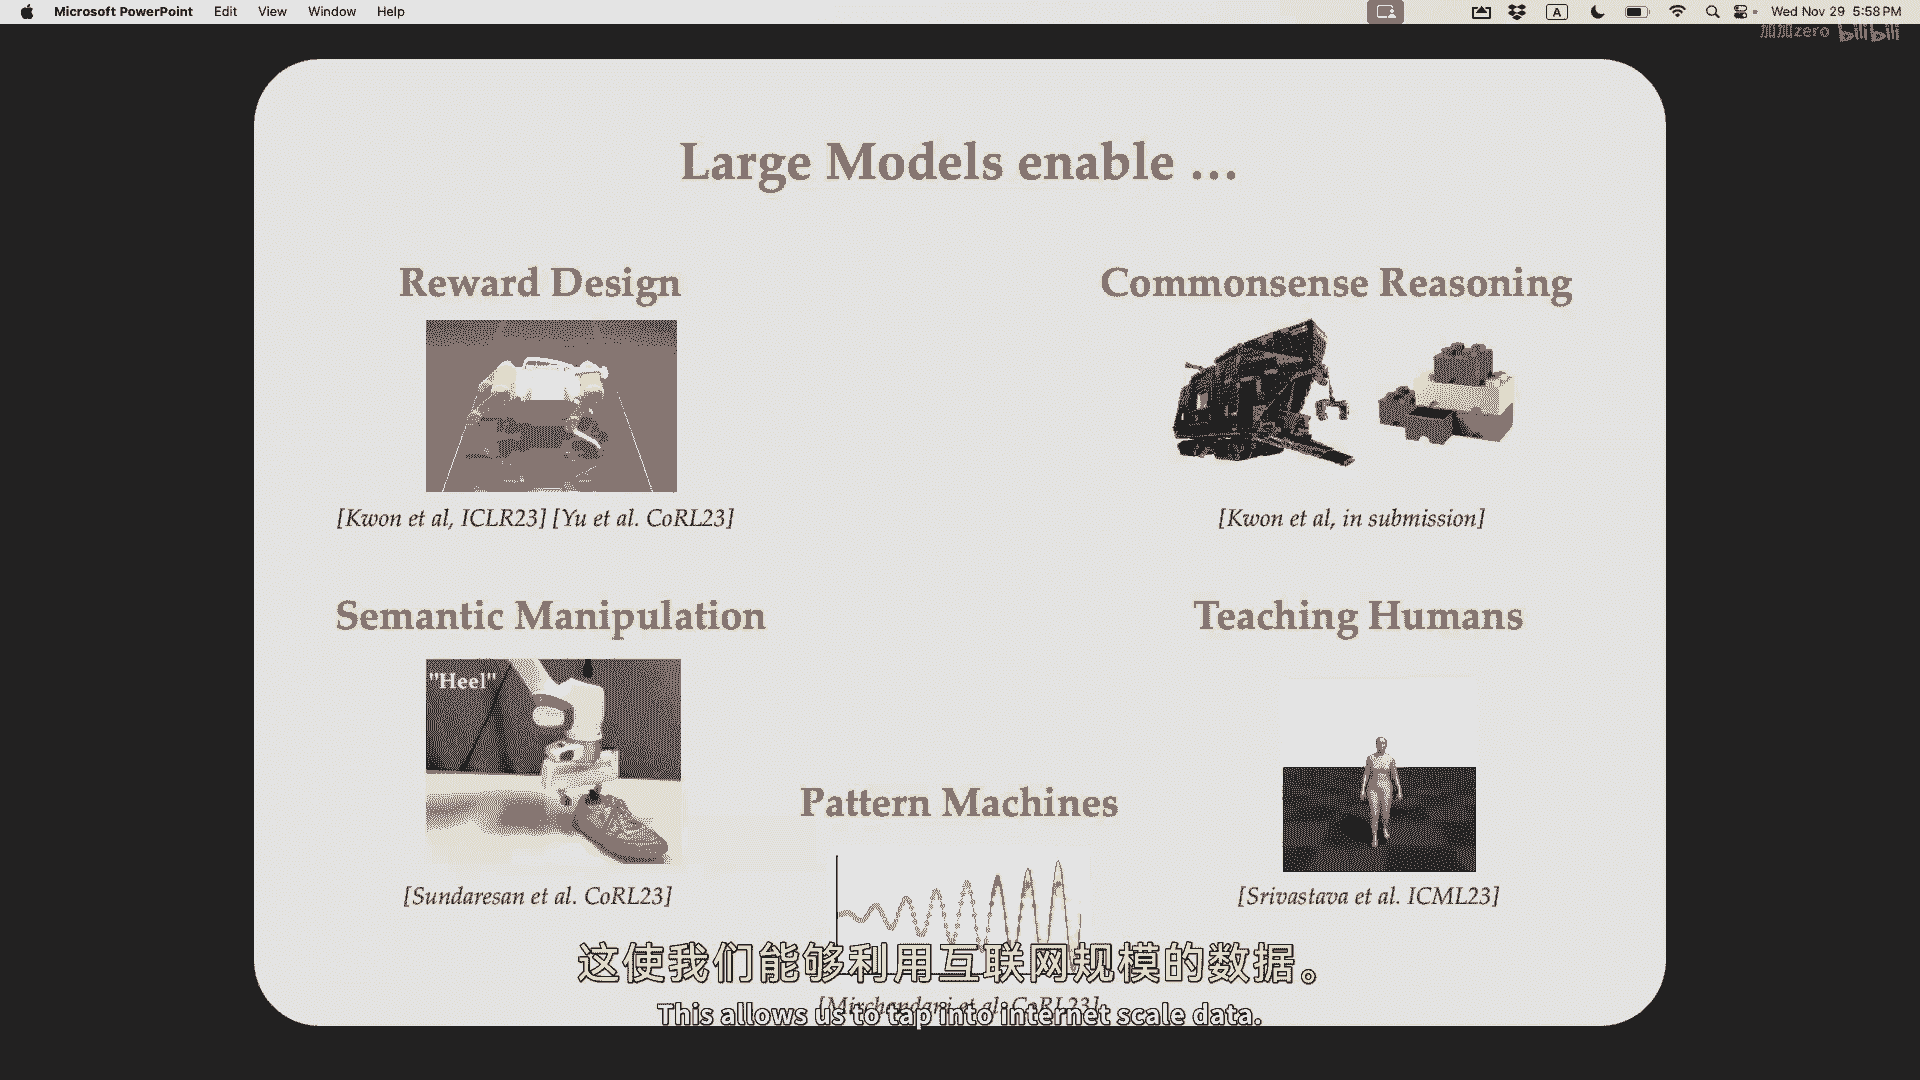 Microsoft PowerPoint Edit View Window Help
A Wed Nov 29 5:58 PM
加加zero bilibili
Large Models enable …
Reward Design
[Kwon et al, ICLR23] [Yu et al. CoRL23]
Commonsense Reasoning
[Kwon et al, in submission]
Semantic Manipulation
"Heel"
[Sundaresan et al. CoRL23]
Teaching Humans
[Srivastava et al. ICML23]
Pattern Machines
[Mirchandani et al. CoRL23]
这使我们能够利用互联网规模的数据。
This allows us to tap into internet scale data.